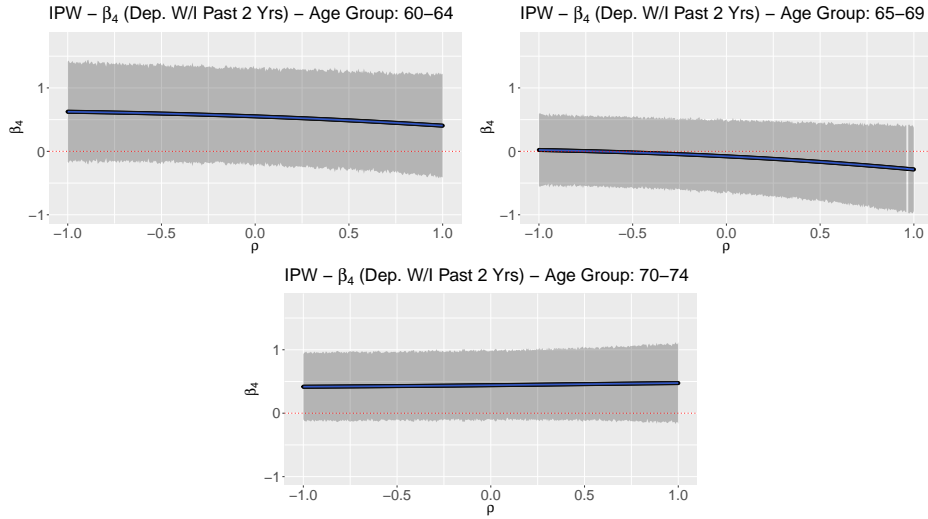 IPW − β₄ (Dep. W/I Past 2 Yrs) − Age Group: 60−64
β₄
1
0
−1
−1.0 −0.5 0.0 0.5 1.0
ρ
IPW − β₄ (Dep. W/I Past 2 Yrs) − Age Group: 65−69
β₄
1
0
−1
−1.0 −0.5 0.0 0.5 1.0
ρ
IPW − β₄ (Dep. W/I Past 2 Yrs) − Age Group: 70−74
β₄
1
0
−1
−1.0 −0.5 0.0 0.5 1.0
ρ